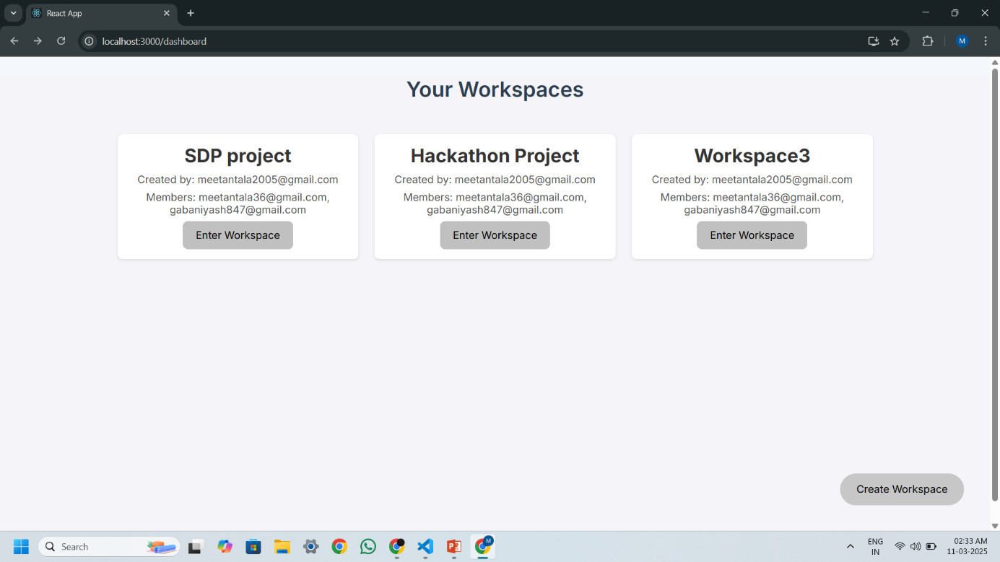 React App
localhost:3000/dashboard
M
Your Workspaces
SDP project
Created by: meetantala2005@gmail.com
Members: meetantala36@gmail.com,
gabaniyash847@gmail.com
Enter Workspace
Hackathon Project
Created by: meetantala2005@gmail.com
Members: meetantala36@gmail.com,
gabaniyash847@gmail.com
Enter Workspace
Workspace3
Created by: meetantala2005@gmail.com
Members: meetantala36@gmail.com,
gabaniyash847@gmail.com
Enter Workspace
Create Workspace
Search
M
ENG
IN
02:33 AM
11-03-2025